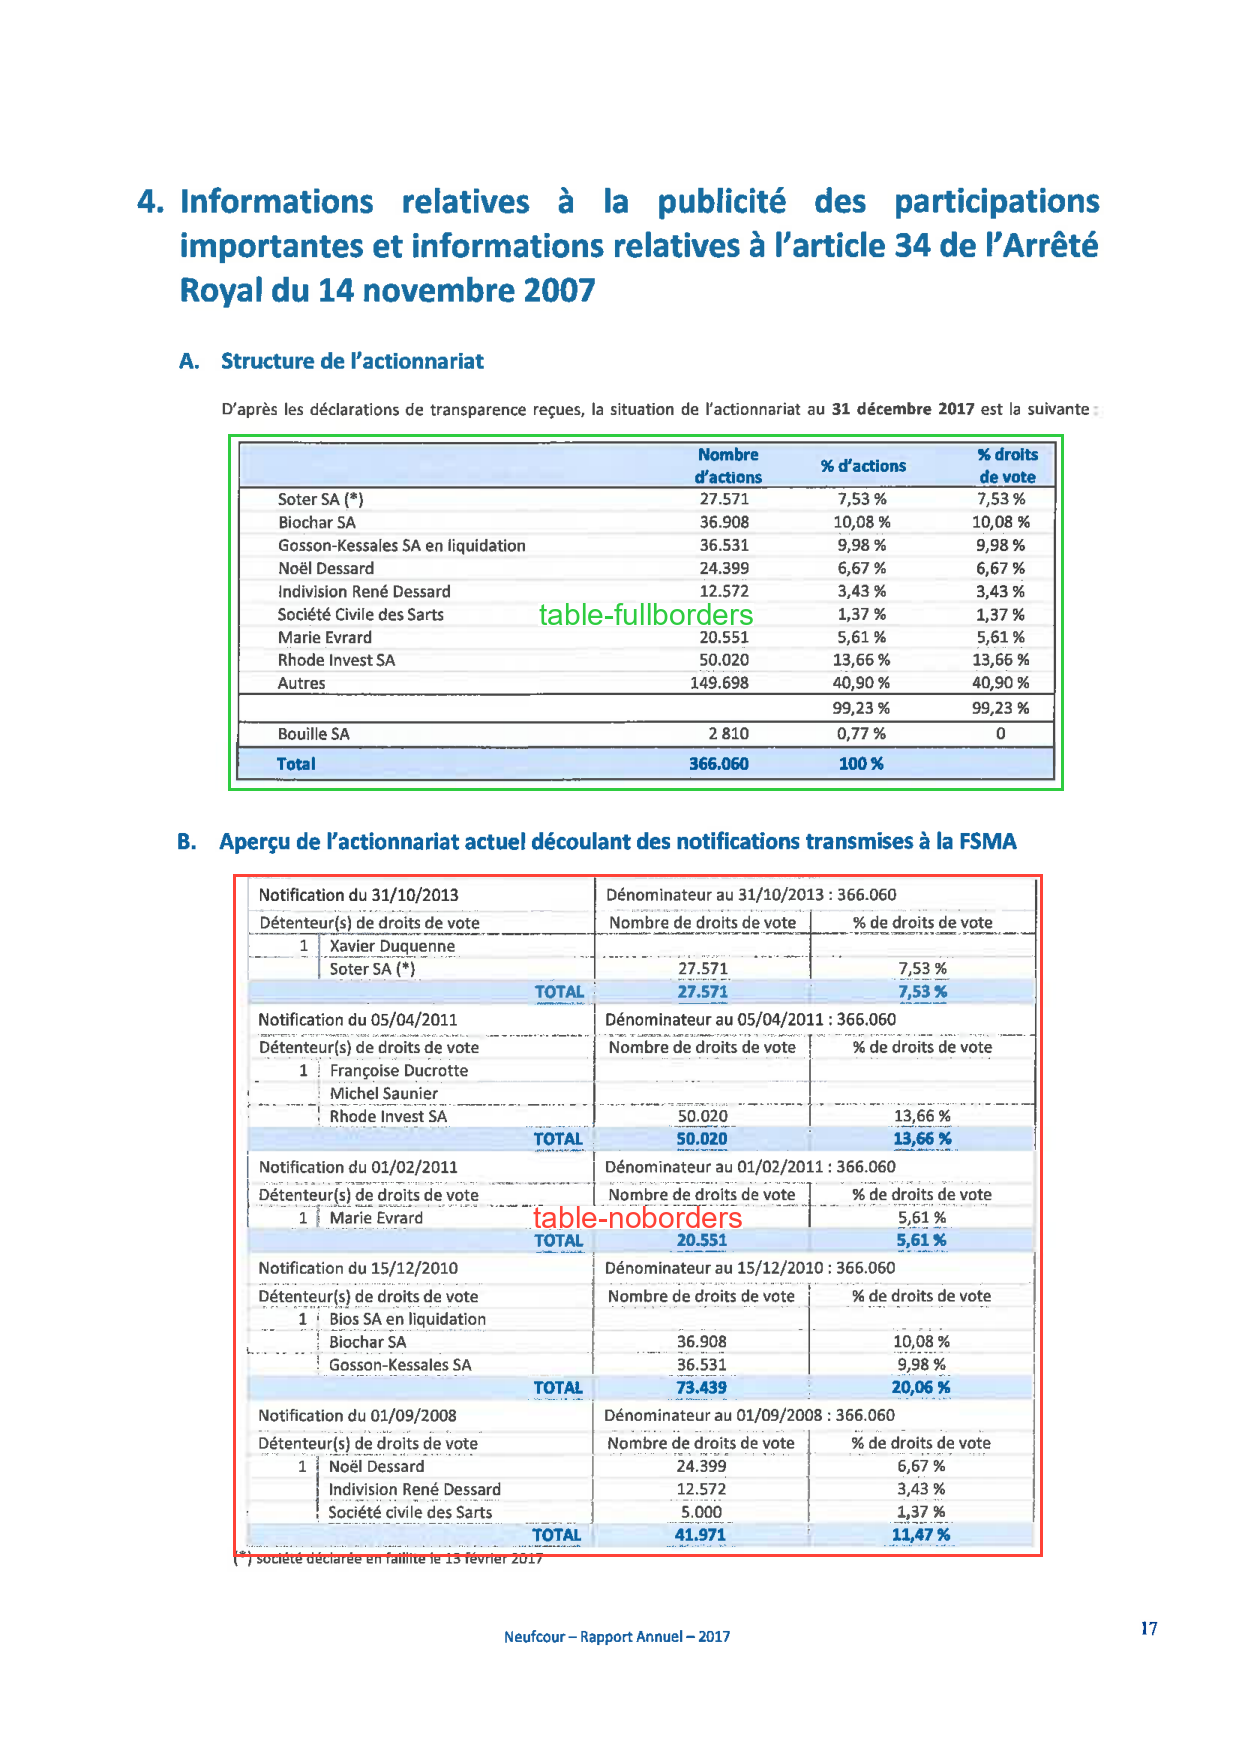 4. Informations relatives à la publicité des participations
importantes et informations relatives à l'article 34 de l'Arrêté
Royal du 14 novembre 2007
A. Structure de l'actionnariat
D'après les déclarations de transparence reçues, la situation de l'actionnariat au 31 décembre 2017 est la suivante :
Nombre d'actions % d'actions % droits de vote
Soter SA (*) 27.571 7,53 % 7,53 %
Biochar SA 36.908 10,08 % 10,08 %
Gosson-Kessales SA en liquidation 36.531 9,98 % 9,98 %
Noël Dessard 24.399 6,67 % 6,67 %
Indivision René Dessard 12.572 3,43 % 3,43 %
Société Civile des Sarts 1,37 % 1,37 %
table-fullborders
Marie Evrard 20.551 5,61 % 5,61 %
Rhode Invest SA 50.020 13,66 % 13,66 %
Autres 149.698 40,90 % 40,90 %
99,23 % 99,23 %
Bouille SA 2 810 0,77 % 0
Total 366.060 100 %
B. Aperçu de l'actionnariat actuel découlant des notifications transmises à la FSMA
Notification du 31/10/2013 Dénominateur au 31/10/2013 : 366.060
Détenteur(s) de droits de vote Nombre de droits de vote % de droits de vote
1 Xavier Duquenne
Soter SA (*) 27.571 7,53 %
TOTAL 27.571 7,53 %
Notification du 05/04/2011 Dénominateur au 05/04/2011 : 366.060
Détenteur(s) de droits de vote Nombre de droits de vote % de droits de vote
1 Françoise Ducrotte
Michel Saunier
Rhode Invest SA 50.020 13,66 %
TOTAL 50.020 13,66 %
Notification du 01/02/2011 Dénominateur au 01/02/2011 : 366.060
Détenteur(s) de droits de vote Nombre de droits de vote % de droits de vote
1 Marie Evrard 5,61 %
table-noborders
TOTAL 20.551 5,61 %
Notification du 15/12/2010 Dénominateur au 15/12/2010 : 366.060
Détenteur(s) de droits de vote Nombre de droits de vote % de droits de vote
1 Bios SA en liquidation
Biochar SA 36.908 10,08 %
Gosson-Kessales SA 36.531 9,98 %
TOTAL 73.439 20,06 %
Notification du 01/09/2008 Dénominateur au 01/09/2008 : 366.060
Détenteur(s) de droits de vote Nombre de droits de vote % de droits de vote
1 Noël Dessard 24.399 6,67 %
Indivision René Dessard 12.572 3,43 %
Société civile des Sarts 5.000 1,37 %
TOTAL 41.971 11,47 %
(*) société déclarée en faillite le 13 février 2017
Neufcour – Rapport Annuel – 2017
17